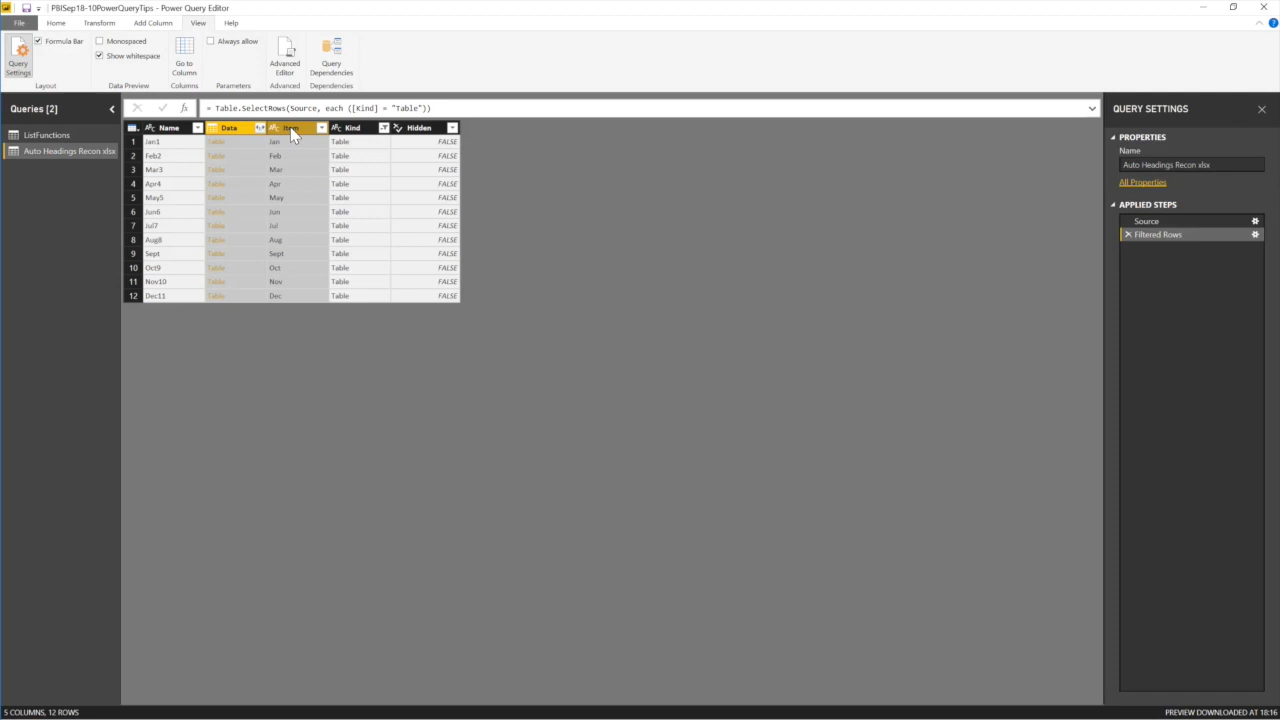 PBISep18-10PowerQueryTips - Power Query Editor
File Home Transform Add Column View Help
Query Settings
Formula Bar
Layout
Monospaced
Show whitespace
Data Preview
Go to Column
Columns
Always allow
Parameters
Advanced Editor
Advanced
Query Dependencies
Dependencies
Queries [2]
ListFunctions
Auto Headings Recon xlsx
fx = Table.SelectRows(Source, each ([Kind] = "Table"))
Name Data Item Kind Hidden
1 Jan1 Table Jan Table FALSE
2 Feb2 Table Feb Table FALSE
3 Mar3 Table Mar Table FALSE
4 Apr4 Table Apr Table FALSE
5 May5 Table May Table FALSE
6 Jun6 Table Jun Table FALSE
7 Jul7 Table Jul Table FALSE
8 Aug8 Table Aug Table FALSE
9 Sept Table Sept Table FALSE
10 Oct9 Table Oct Table FALSE
11 Nov10 Table Nov Table FALSE
12 Dec11 Table Dec Table FALSE
QUERY SETTINGS
PROPERTIES
Name
Auto Headings Recon xlsx
All Properties
APPLIED STEPS
Source
Filtered Rows
5 COLUMNS, 12 ROWS
PREVIEW DOWNLOADED AT 18:16